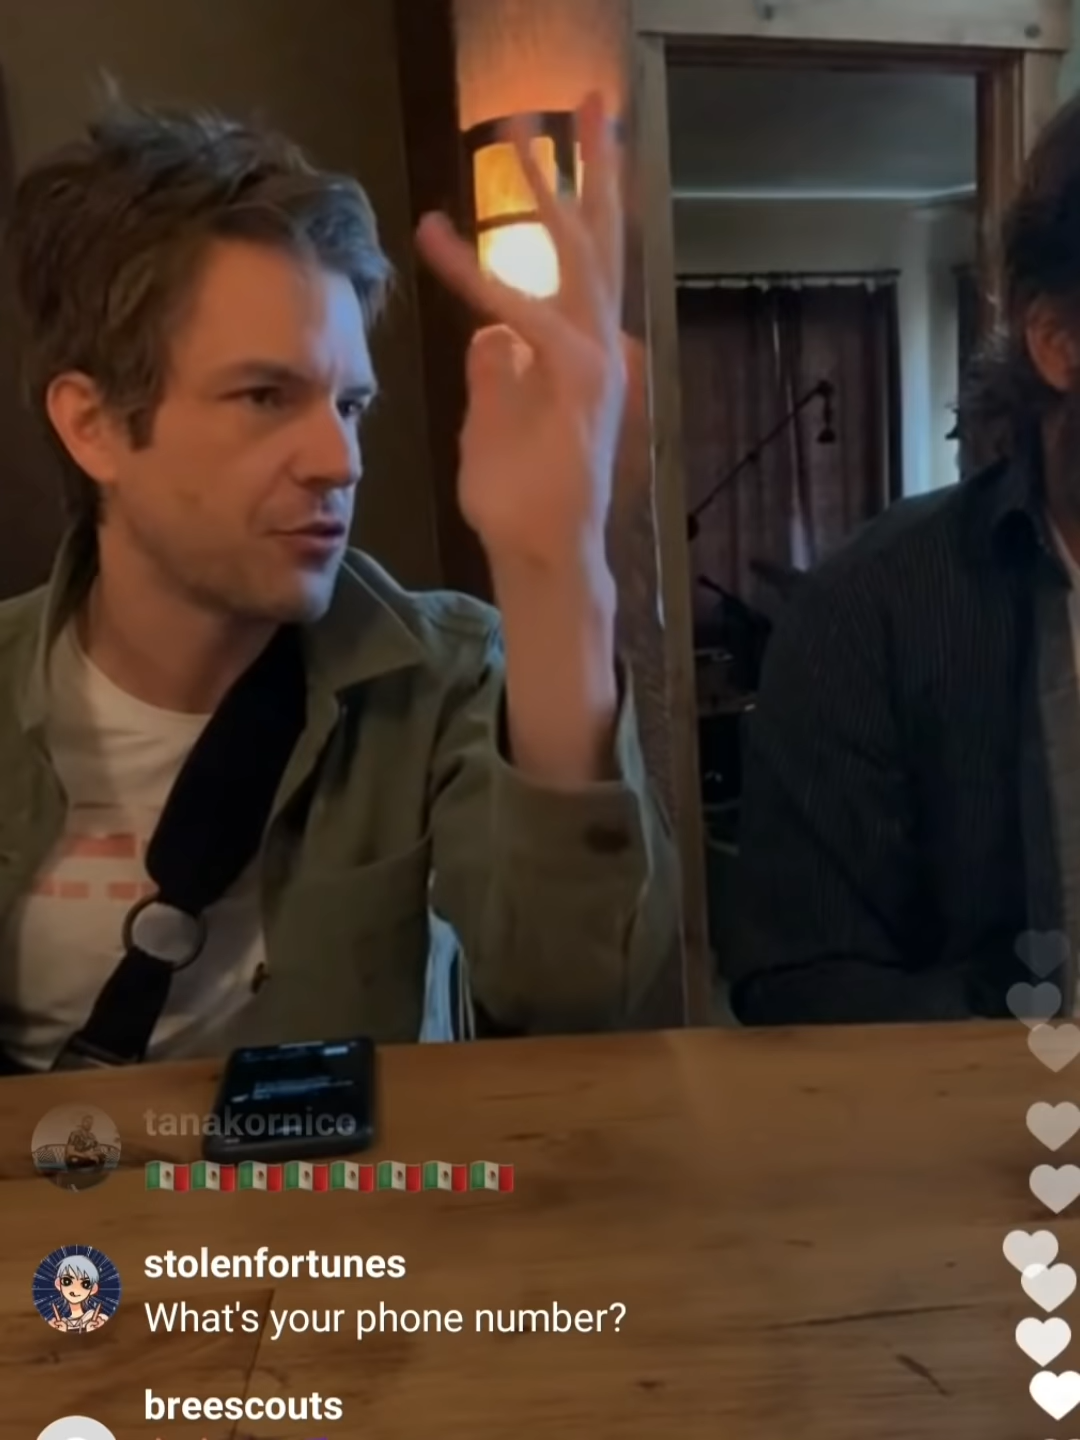 tanakornico
🇲🇽🇲🇽🇲🇽🇲🇽🇲🇽🇲🇽🇲🇽🇲🇽
stolenfortunes
What's your phone number?
breescouts